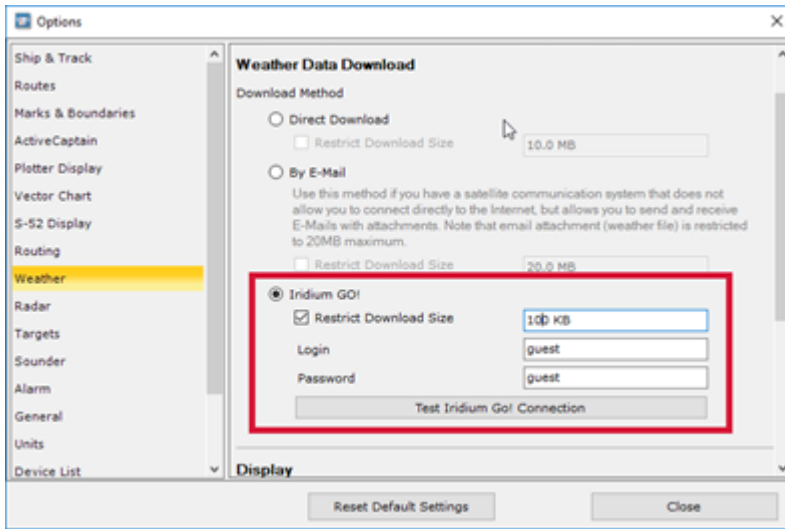 Options
Ship & Track
Routes
Marks & Boundaries
ActiveCaptain
Plotter Display
Vector Chart
S-52 Display
Routing
Weather
Radar
Targets
Sounder
Alarm
General
Units
Device List
Weather Data Download
Download Method
Direct Download
Restrict Download Size 10.0 MB
By E-Mail
Use this method if you have a satellite communication system that does not
allow you to connect directly to the Internet, but allows you to send and receive
E-Mails with attachments. Note that email attachment (weather file) is restricted
to 20MB maximum.
Restrict Download Size 20.0 MB
Iridium GO!
Restrict Download Size 100 KB
Login guest
Password guest
Test Iridium Go! Connection
Display
Reset Default Settings Close